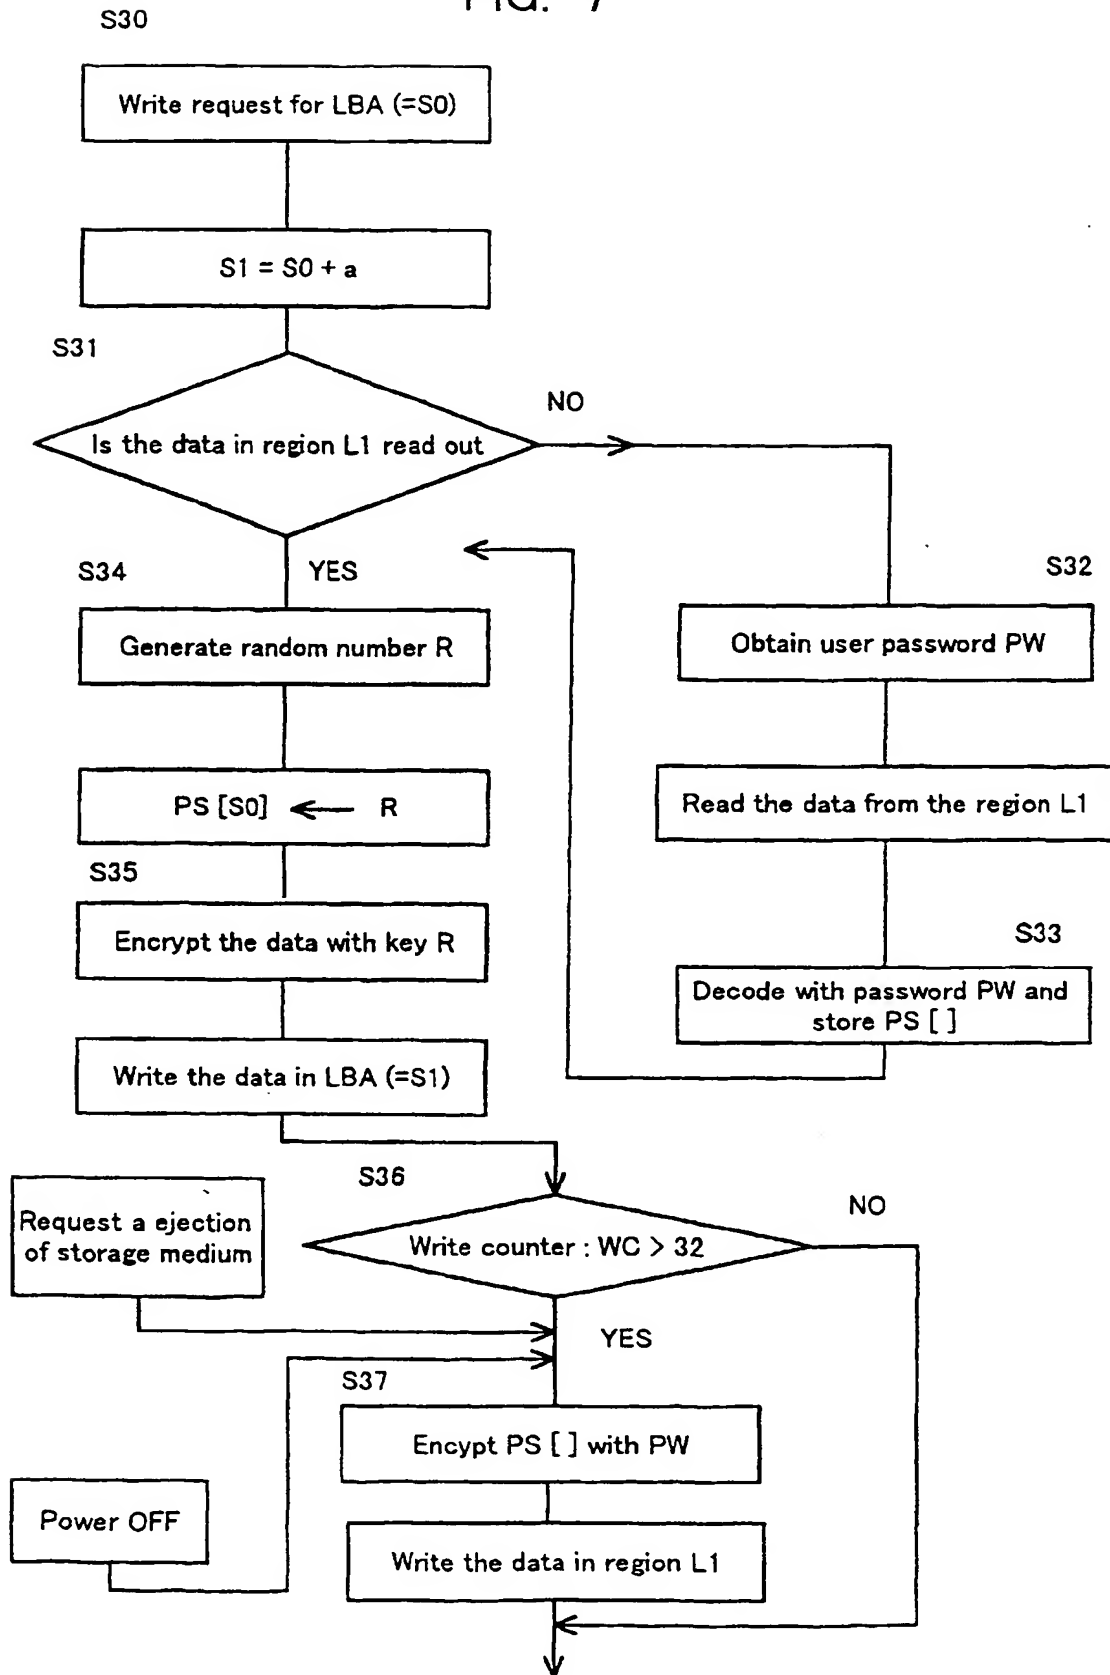 FIG. 7
S30
Write request for LBA (=S0)
S1 = S0 + a
S31
Is the data in region L1 read out
NO
YES
S34
Generate random number R
PS [S0] ← R
S35
Encrypt the data with key R
Write the data in LBA (=S1)
S32
Obtain user password PW
Read the data from the region L1
S33
Decode with password PW and
store PS [ ]
S36
Write counter : WC > 32
NO
YES
Request a ejection
of storage medium
S37
Encypt PS [ ] with PW
Power OFF
Write the data in region L1